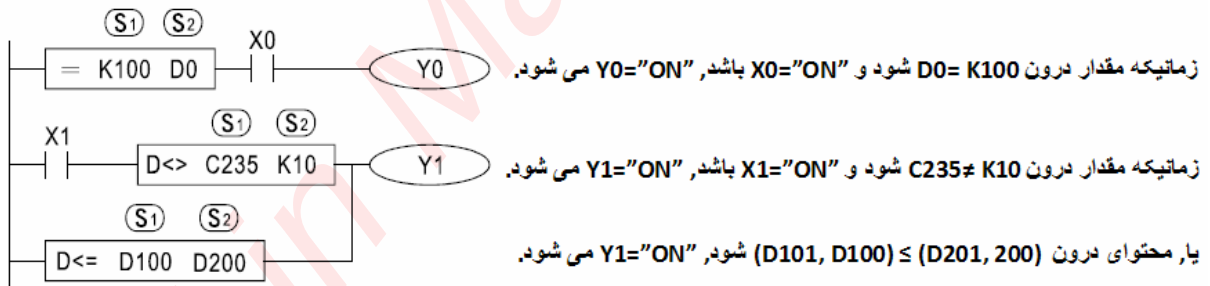 S1 S2
X0
= K100 D0
Y0
زمانیکه مقدار درون D0= K100 شود و X0="ON" باشد, Y0="ON" می شود.
S1 S2
X1
D<> C235 K10
Y1
زمانیکه مقدار درون C235≠ K10 شود و X1="ON" باشد, Y1="ON" می شود.
S1 S2
D<= D100 D200
یا, محتوای درون (D101, D100) ≤ (D201, 200) شود, Y1="ON" می شود.